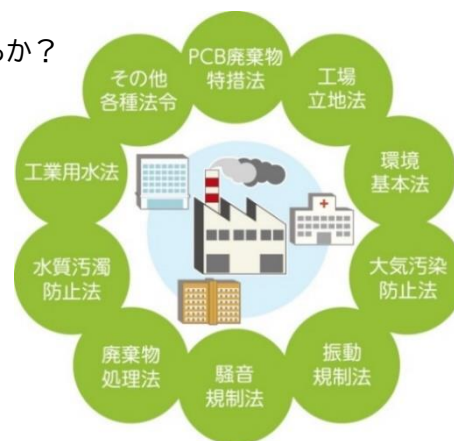 か？
PCB廃棄物
特措法
工場
立地法
環境
基本法
大気汚染
防止法
振動
規制法
騒音
規制法
廃棄物
処理法
水質汚濁
防止法
工業用水法
その他
各種法令